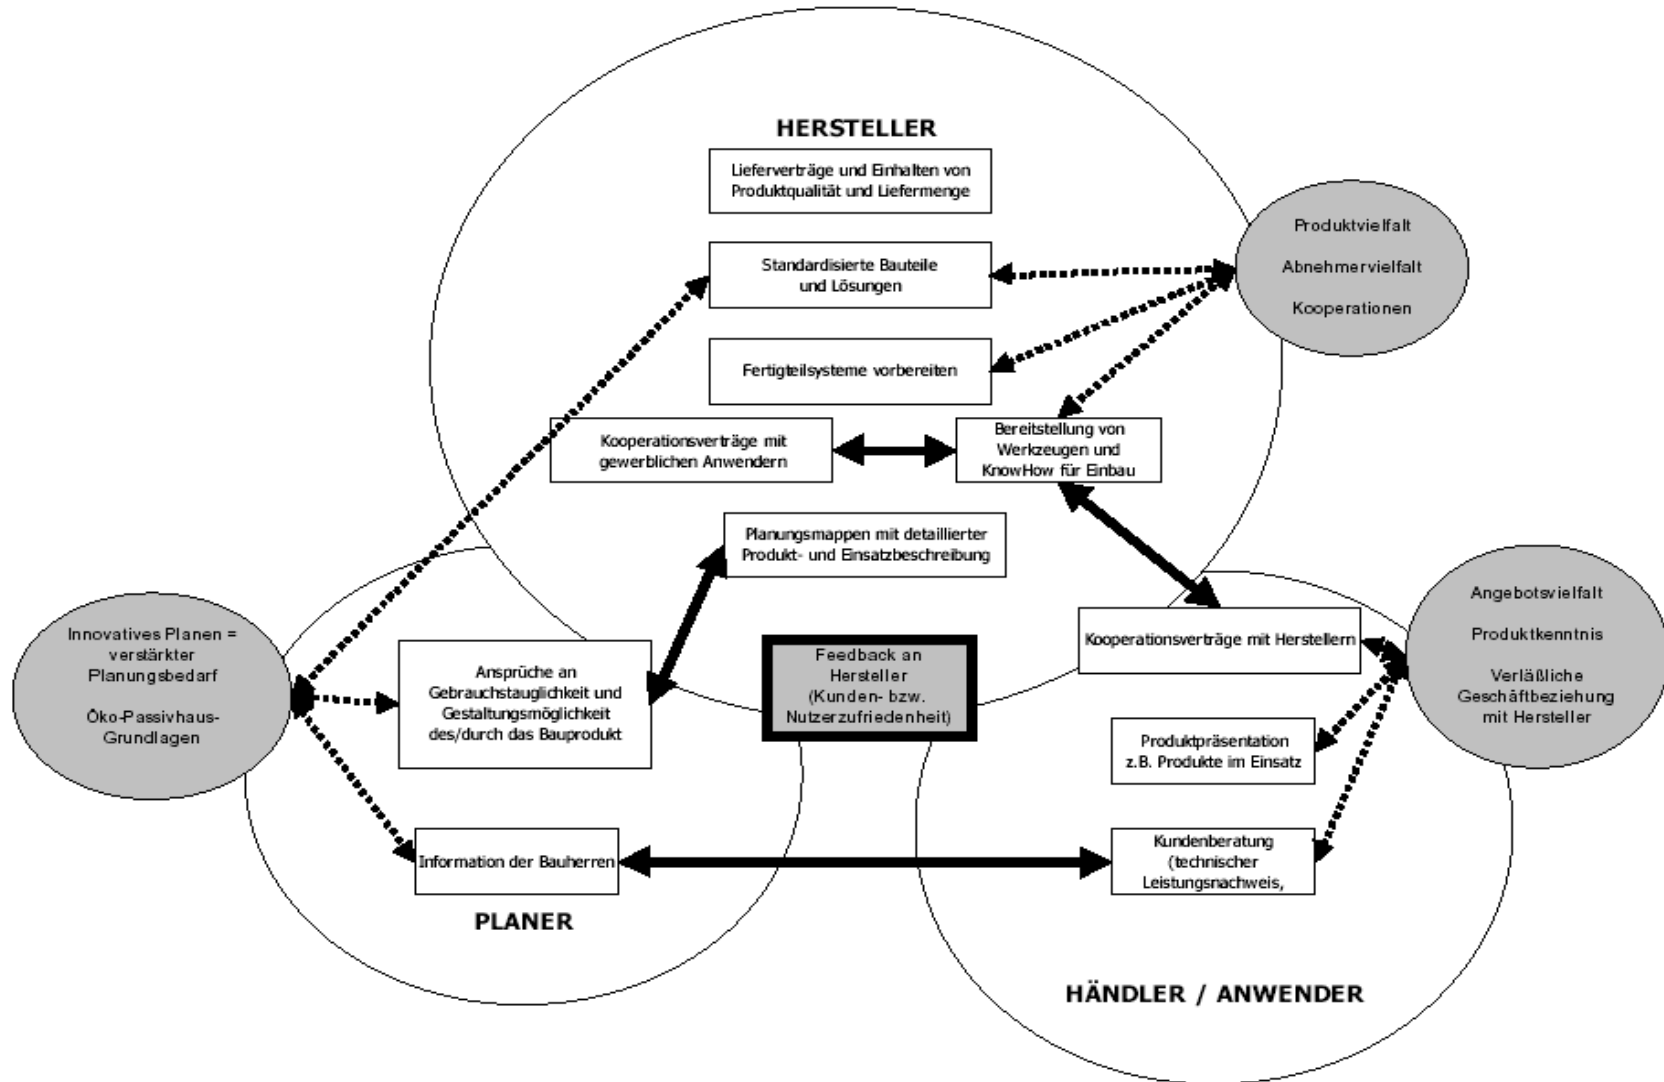 HERSTELLER
Lieferverträge und Einhalten von
Produktqualität und Liefermenge
Standardisierte Bauteile
und Lösungen
Fertigteilsysteme vorbereiten
Kooperationsverträge mit
gewerblichen Anwendern
Bereitstellung von
Werkzeugen und
KnowHow für Einbau
Planungsmappen mit detaillierter
Produkt- und Einsatzbeschreibung
Produktvielfalt
Abnehmervielfalt
Kooperationen
Innovatives Planen =
verstärkter
Planungsbedarf
Öko-Passivhaus-
Grundlagen
Ansprüche an
Gebrauchstauglichkeit und
Gestaltungsmöglichkeit
des/durch das Bauprodukt
Feedback an
Hersteller
(Kunden- bzw.
Nutzerzufriedenheit)
Kooperationsverträge mit Herstellern
Angebotsvielfalt
Produktkenntnis
Verläßliche
Geschäftbeziehung
mit Hersteller
Produktpräsentation
z.B. Produkte im Einsatz
Information der Bauherren
Kundenberatung
(technischer
Leistungsnachweis,
PLANER
HÄNDLER / ANWENDER